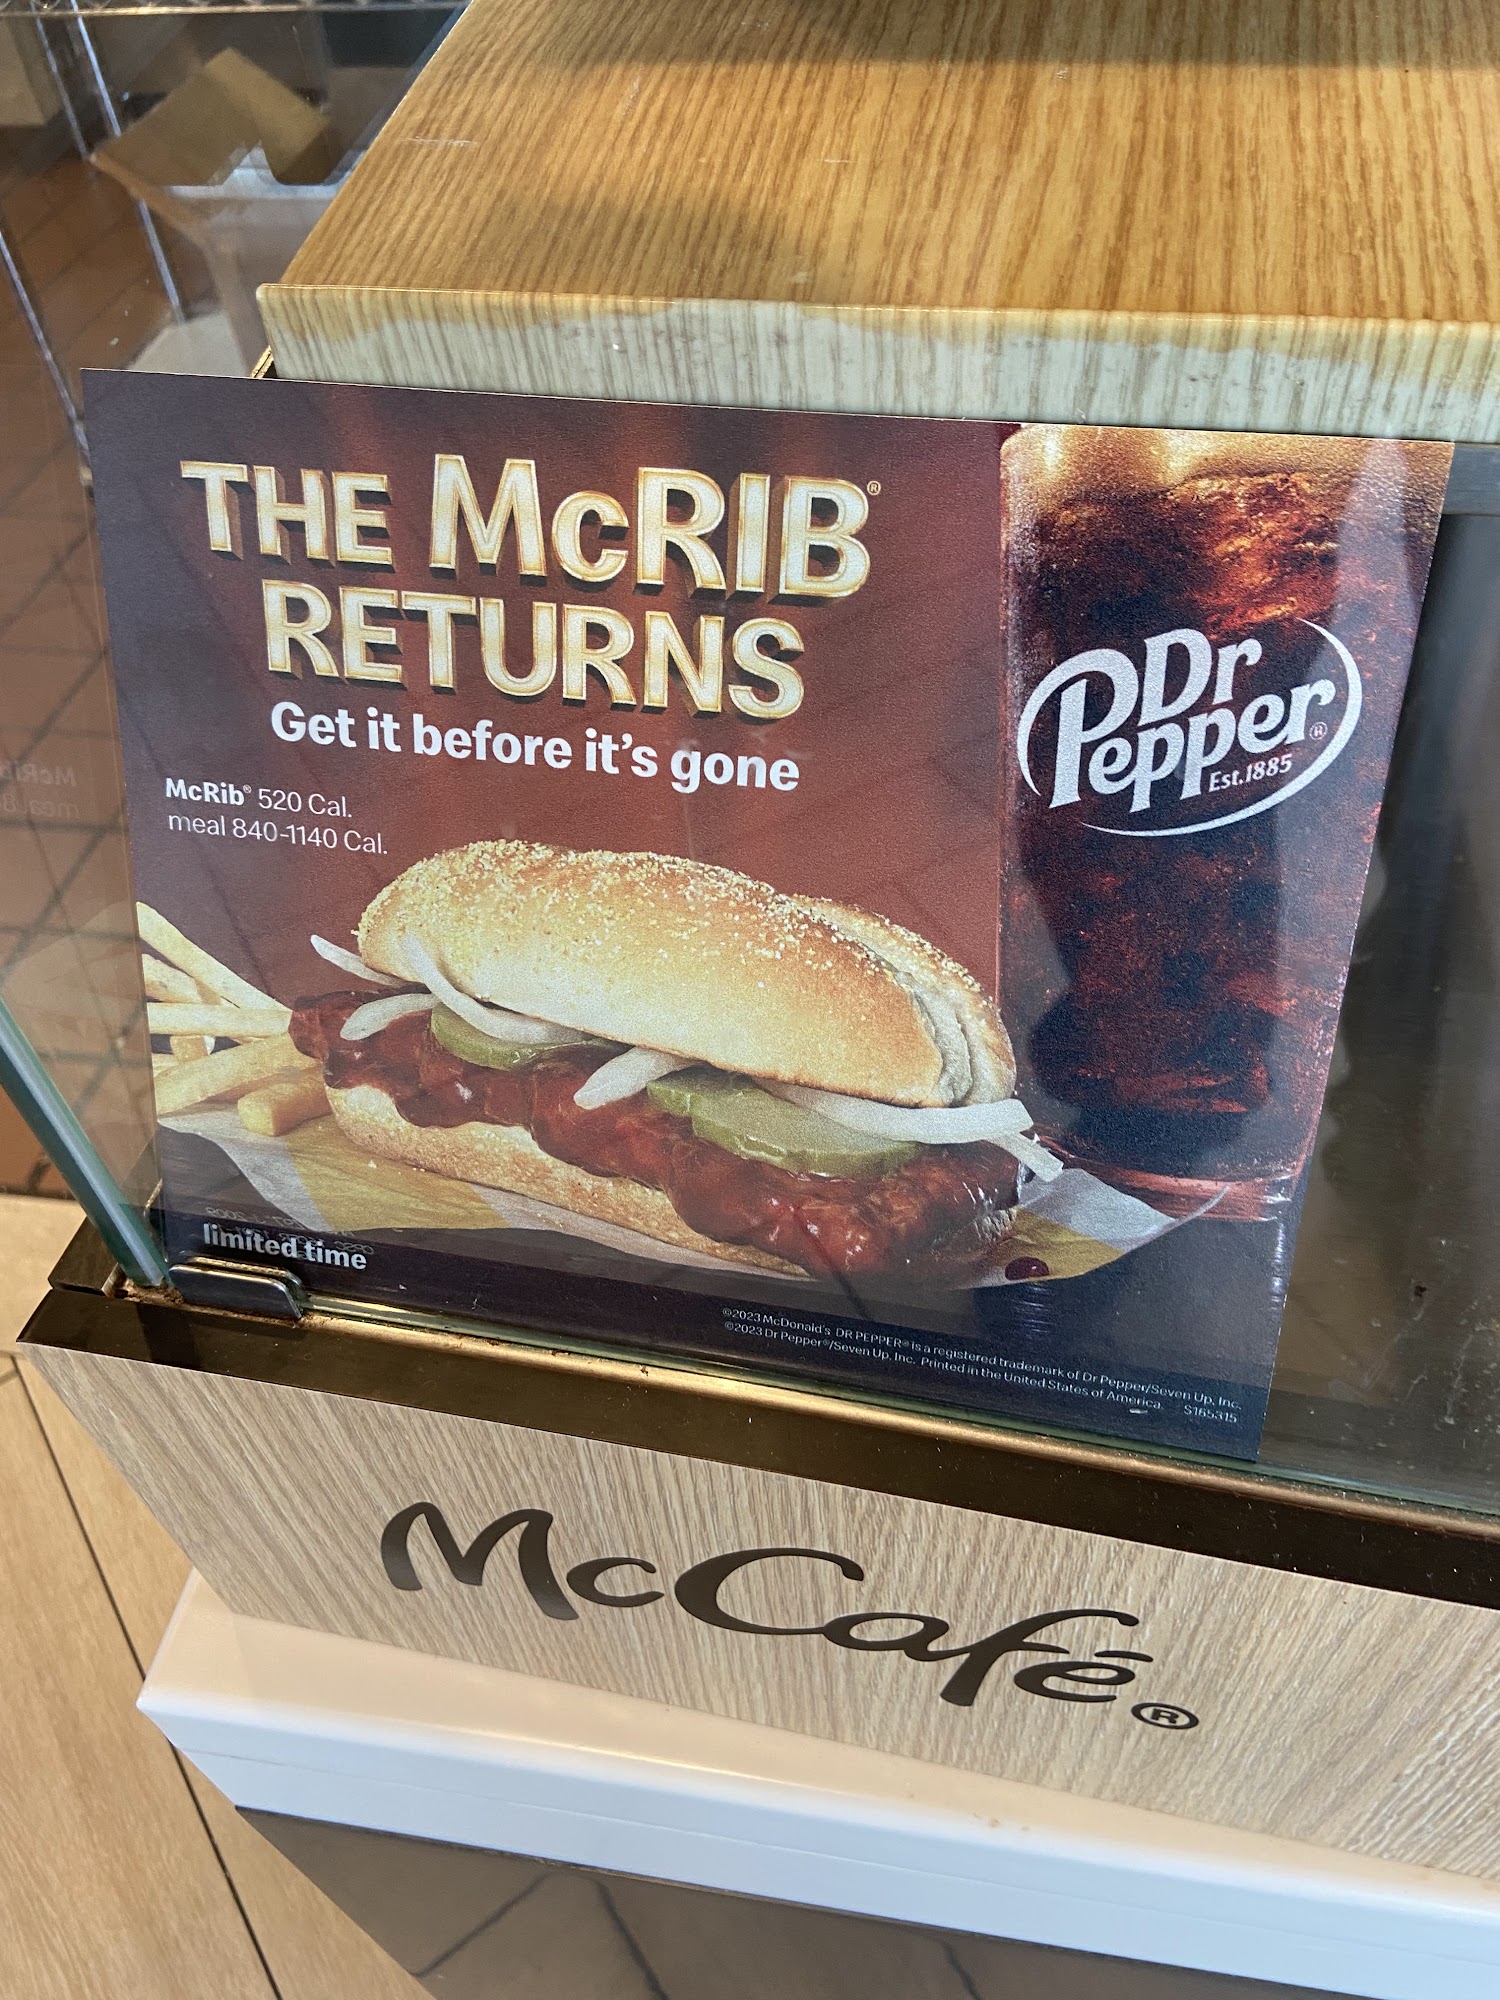 THE McRIB®
RETURNS
Get it before it's gone
McRib® 520 Cal.
meal 840-1140 Cal.
Dr
Pepper®
Est.1885
limited time
©2023 McDonald's DR PEPPER® is a registered trademark of Dr Pepper/Seven Up, Inc.
©2023 Dr Pepper®/Seven Up, Inc. Printed in the United States of America. S165315
McCafé®